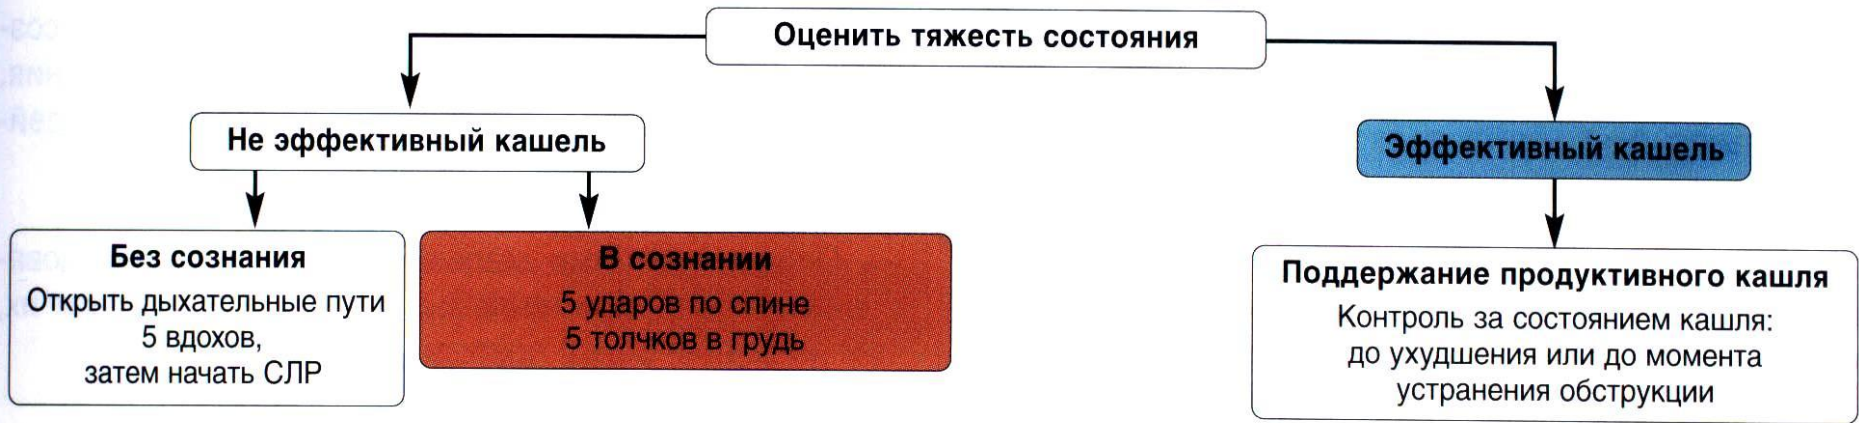 Оценить тяжесть состояния
Не эффективный кашель
Эффективный кашель
Без сознания
Открыть дыхательные пути
5 вдохов,
затем начать СЛР
В сознании
5 ударов по спине
5 толчков в грудь
Поддержание продуктивного кашля
Контроль за состоянием кашля:
до ухудшения или до момента
устранения обструкции